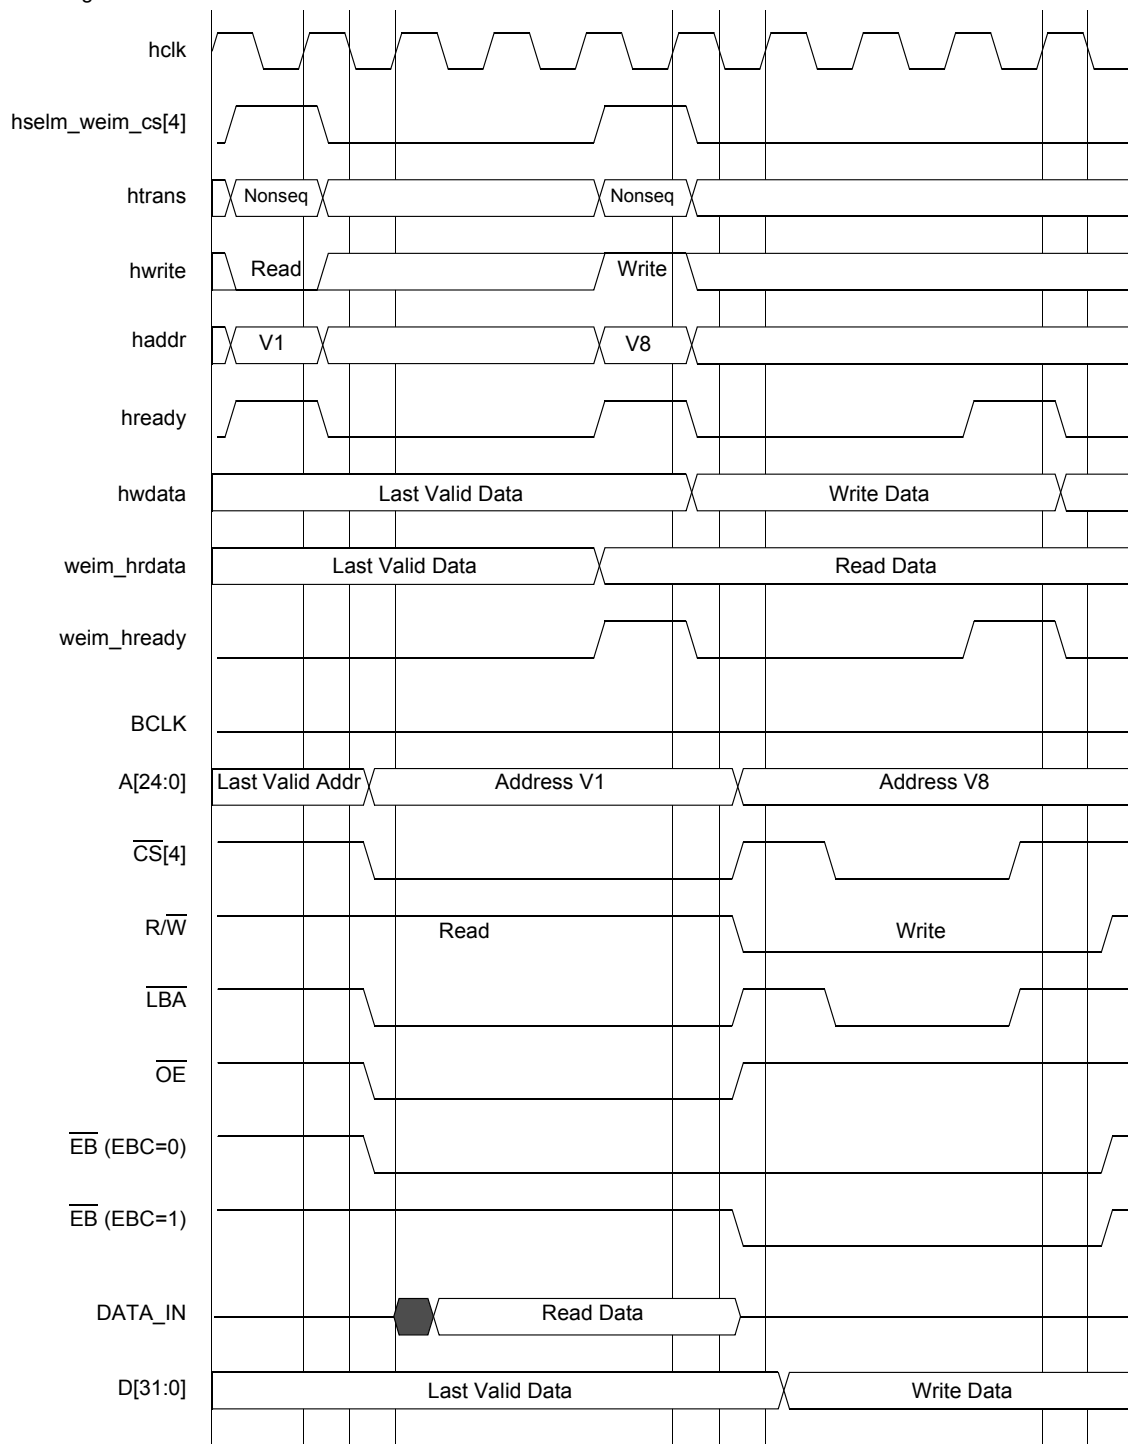 hclk
hselm_weim_cs[4]
htrans Nonseq Nonseq
hwrite Read Write
haddr V1 V8
hready
hwdata Last Valid Data Write Data
weim_hrdata Last Valid Data Read Data
weim_hready
BCLK
A[24:0] Last Valid Addr Address V1 Address V8
CS[4]
R/W Read Write
LBA
OE
EB (EBC=0)
EB (EBC=1)
DATA_IN Read Data
D[31:0] Last Valid Data Write Data